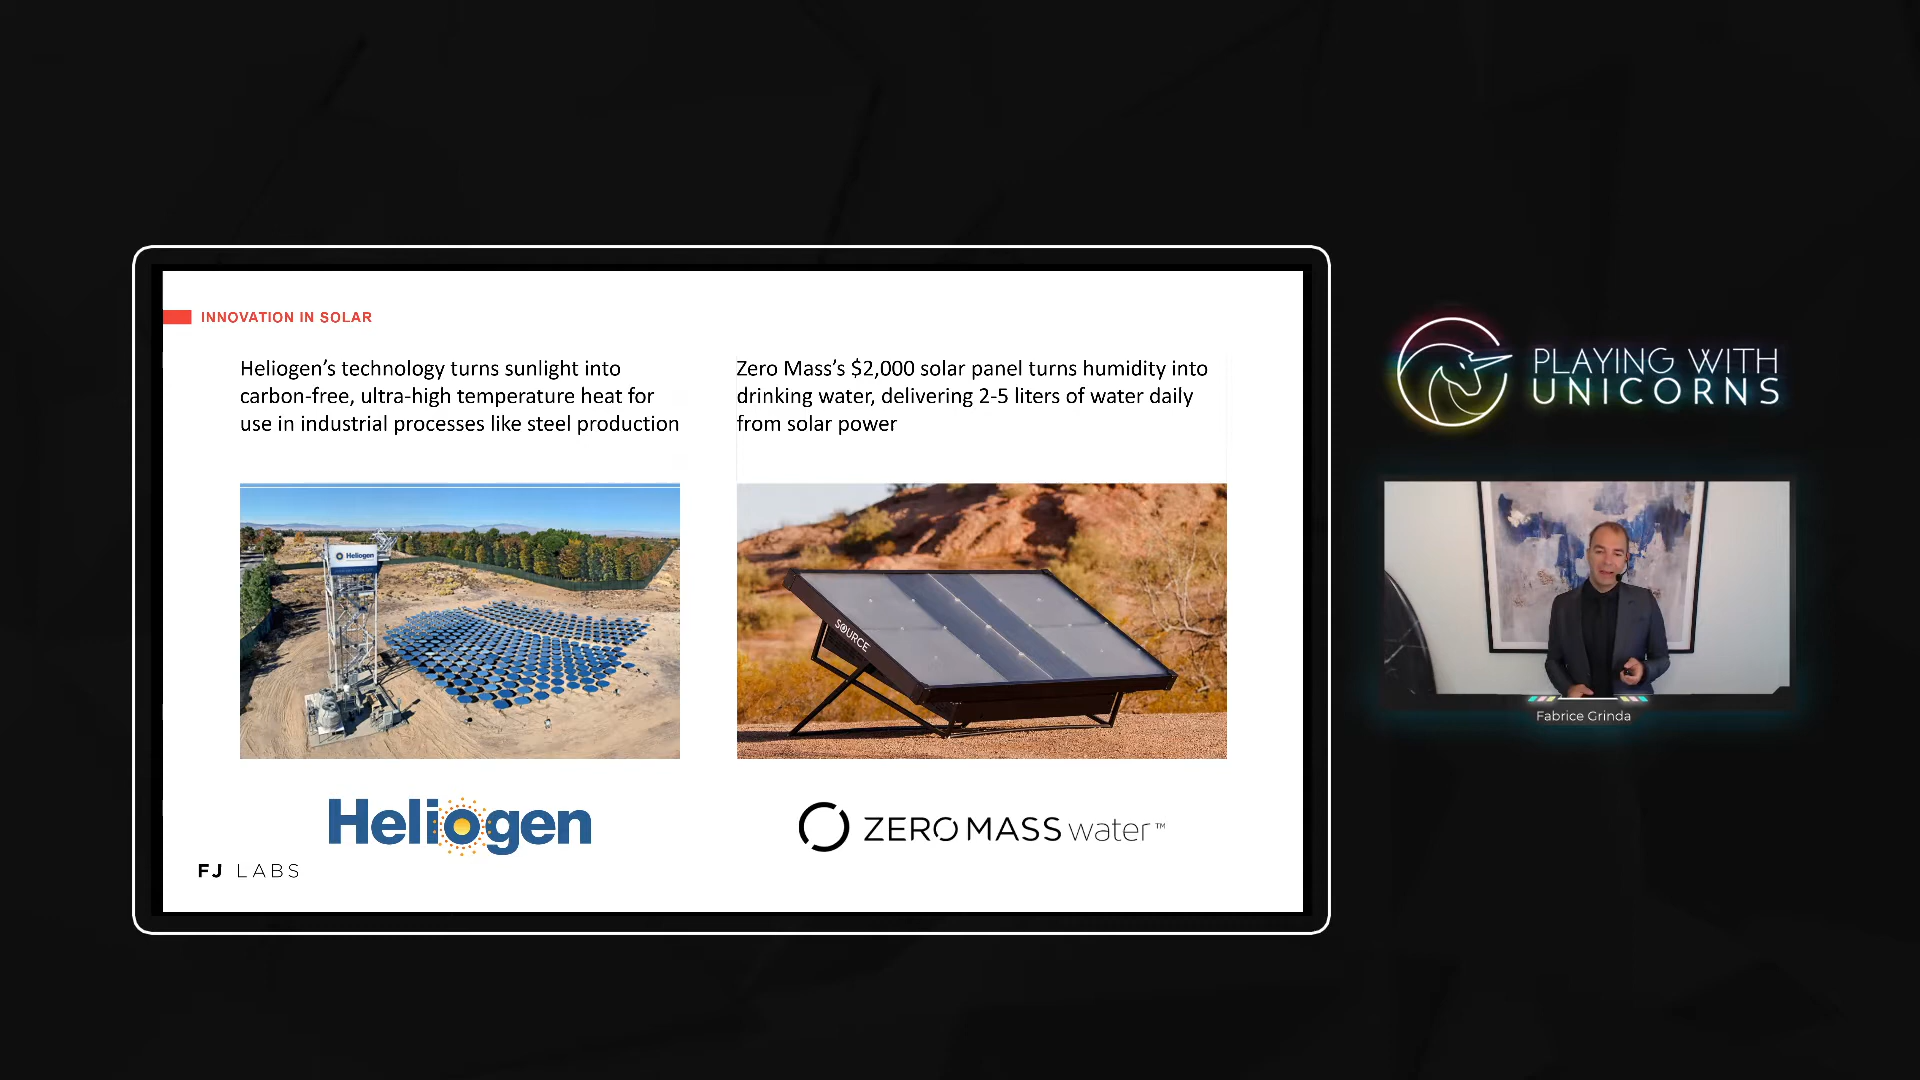 INNOVATION IN SOLAR
Heliogen’s technology turns sunlight into
carbon-free, ultra-high temperature heat for
use in industrial processes like steel production
Zero Mass’s $2,000 solar panel turns humidity into
drinking water, delivering 2-5 liters of water daily
from solar power
Heliogen
SOURCE
Heliogen
ZERO MASS water™
FJ LABS
PLAYING WITH
UNICORNS
Fabrice Grinda